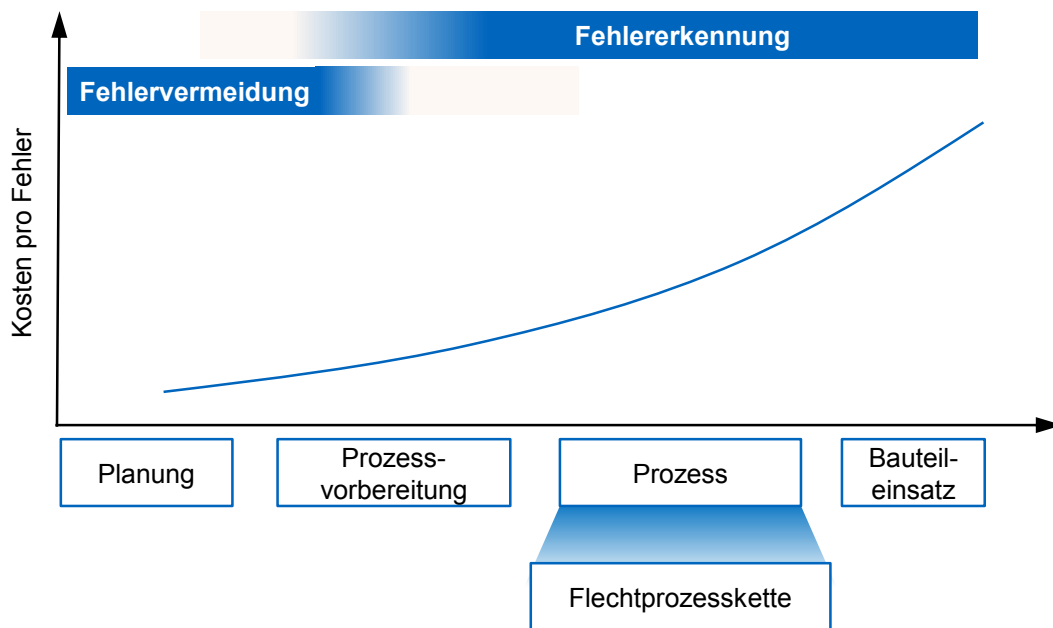 Fehlererkennung
Fehlervermeidung
Kosten pro Fehler
Planung
Prozess-
vorbereitung
Prozess
Bauteil-
einsatz
Flechtprozesskette